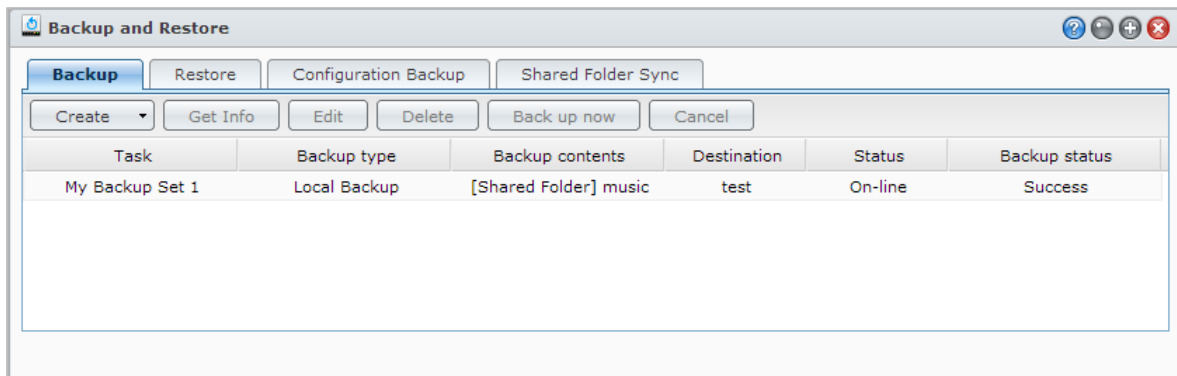 Backup and Restore
Backup Restore Configuration Backup Shared Folder Sync
Create Get Info Edit Delete Back up now Cancel
Task Backup type Backup contents Destination Status Backup status
My Backup Set 1 Local Backup [Shared Folder] music test On-line Success